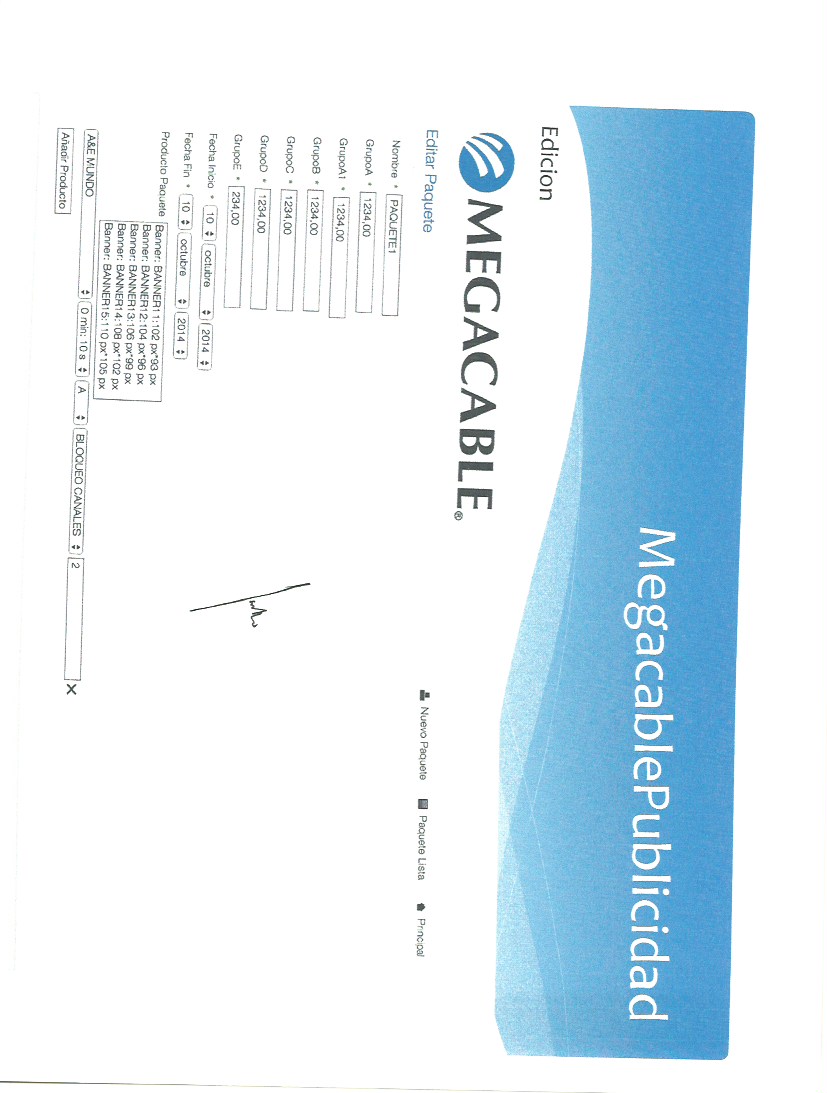 MegacablePublicidad
Edicion
MEGACABLE®
Editar Paquete
Nuevo Paquete Paquete Lista Principal
Nombre * PAQUETE1
GrupoA * 1234,00
GrupoA1 * 1234,00
GrupoB * 1234,00
GrupoC * 1234,00
GrupoD * 1234,00
GrupoE * 234,00
Fecha Inicio * 10 octubre 2014
Fecha Fin * 10 octubre 2014
Producto Paquete Banner: BANNER11:102 px*93 px
Banner: BANNER12:104 px*96 px
Banner: BANNER13:106 px*99 px
Banner: BANNER14:108 px*102 px
Banner: BANNER15:110 px*105 px
A&E MUNDO 0 min: 10 s A BLOQUEO CANALES 2 X
Añadir Producto